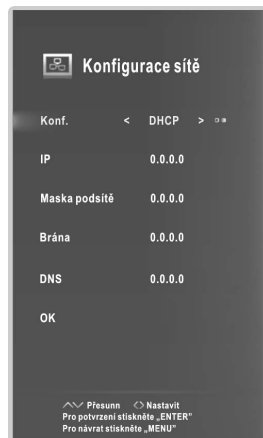 Konfigurace sítě
Konf. < DHCP >
IP 0.0.0.0
Maska podsítě 0.0.0.0
Brána 0.0.0.0
DNS 0.0.0.0
OK
Přesunn Nastavit
Pro potvrzení stiskněte „ENTER”
Pro návrat stiskněte „MENU”